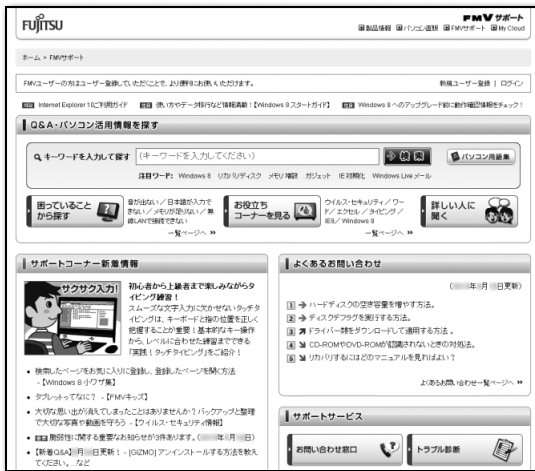 FUJITSU
FMV サポート
製品情報 パソコン直販 FMVサポート My Cloud
ホーム > FMVサポート
FMVユーザーの方はユーザー登録していただくことで、より便利にお使いいただけます。
新規ユーザー登録 | ログイン
Internet Explorer 10ご利用ガイド
使い方やデータ移行など情報満載!【Windows 8 スタートガイド】
Windows 8 へのアップグレード前に動作確認情報をチェック!
Q&A・パソコン活用情報を探す
キーワードを入力して探す
(キーワードを入力してください)
検索
パソコン用語集
注目ワード: Windows 8 リカバリディスク メモリ増設 ガジェット IE 初期化 Windows Live メール
困っていること
から探す
音が出ない/日本語が入力で
きない/メモリが足りない/無
線LANで接続できない
一覧ページへ
お役立ち
コーナーを見る
ウイルス・セキュリティ/ワー
ド/エクセル/タイピング/
IE9/Windows 8
一覧ページへ
詳しい人に
聞く
サポートコーナー新着情報
サクサク入力!
初心者から上級者まで楽しみながらタ
イピング練習!
スムーズな文字入力に欠かせないタッチタ
イピングは、キーボードと指の位置を正しく
把握することが重要!基本的なキー操作
から、レベルに合わせた練習までできる
「実践!タッチタイピング」をご紹介!
• 検索したページをお気に入りに登録し、登録したページを開く方法
- 【Windows 8 小ワザ集】
• タブレットってなに? - 【FMVキッズ】
• 大切な思い出が消えてしまったことはありませんか? バックアップと整理
で大切な写真や動画を守ろう - 【ウイルス・セキュリティ情報】
• 脆弱性に関する重要なお知らせが3件あります。( 年 月 日)
• 【新着Q&A】 月 日更新! - [GIZMO] アンインストールする方法を教え
てください。 ...など
よくあるお問い合わせ
( 年 月 日更新)
1 → ハードディスクの空き容量を増やす方法。
2 → ディスクデフラグを実行する方法。
3 ↗ ドライバー類をダウンロードして適用する方法。
4 ↘ CD-ROMやDVD-ROMが認識されないときの対処法。
5 ↘ リカバリするにはどのマニュアルを見ればよい?
よくあるお問い合わせ一覧ページへ
サポートサービス
お問い合わせ窓口
トラブル診断